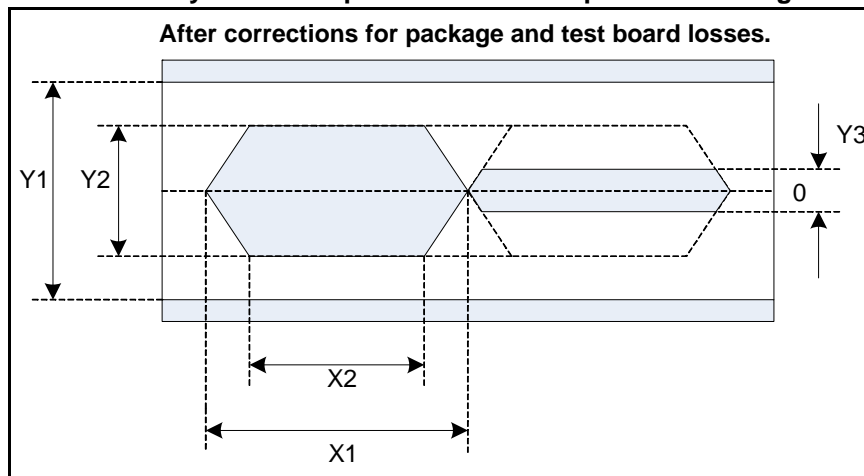 After corrections for package and test board losses.
Y3
Y1
Y2
0
X2
X1